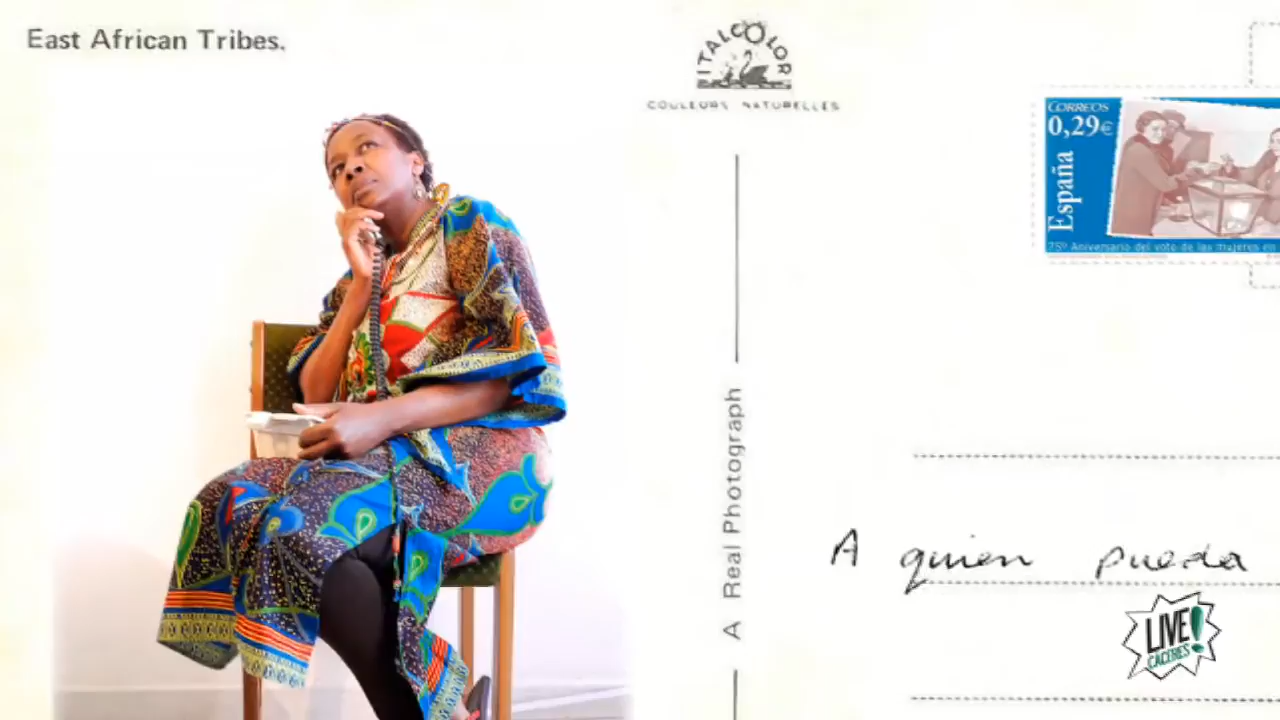 East African Tribes.
ITALCOLOR
COULEURS NATURELLES
CORREOS
0,29€
España
75º Aniversario del voto de las mujeres en
A Real Photograph
A quien pueda
LIVE!
CÁCERES